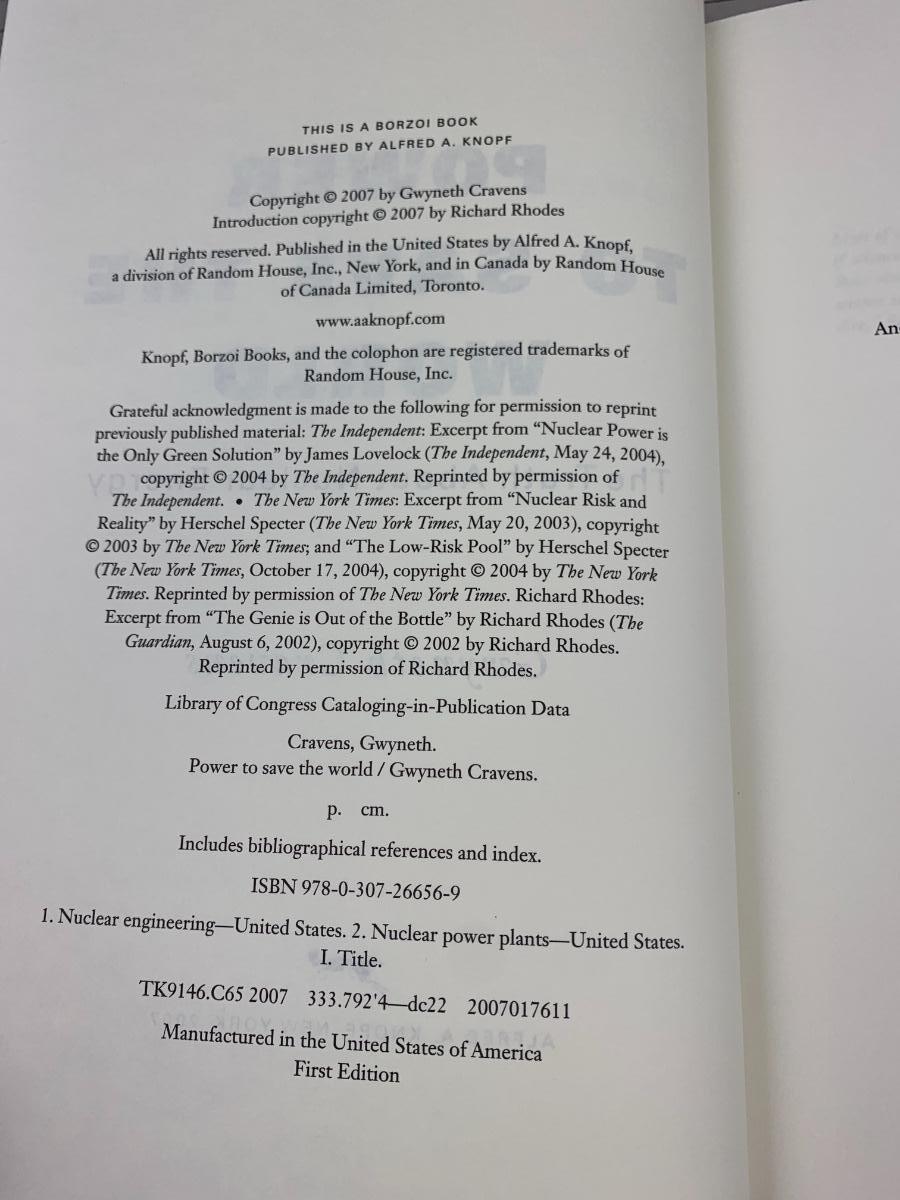 THIS IS A BORZOI BOOK
PUBLISHED BY ALFRED A. KNOPF
Copyright © 2007 by Gwyneth Cravens
Introduction copyright © 2007 by Richard Rhodes
All rights reserved. Published in the United States by Alfred A. Knopf,
a division of Random House, Inc., New York, and in Canada by Random House
of Canada Limited, Toronto.
www.aaknopf.com
Knopf, Borzoi Books, and the colophon are registered trademarks of
Random House, Inc.
Grateful acknowledgment is made to the following for permission to reprint
previously published material: The Independent: Excerpt from “Nuclear Power is
the Only Green Solution” by James Lovelock (The Independent, May 24, 2004),
copyright © 2004 by The Independent. Reprinted by permission of
The Independent. • The New York Times: Excerpt from “Nuclear Risk and
Reality” by Herschel Specter (The New York Times, May 20, 2003), copyright
© 2003 by The New York Times; and “The Low-Risk Pool” by Herschel Specter
(The New York Times, October 17, 2004), copyright © 2004 by The New York
Times. Reprinted by permission of The New York Times. Richard Rhodes:
Excerpt from “The Genie is Out of the Bottle” by Richard Rhodes (The
Guardian, August 6, 2002), copyright © 2002 by Richard Rhodes.
Reprinted by permission of Richard Rhodes.
Library of Congress Cataloging-in-Publication Data
Cravens, Gwyneth.
Power to save the world / Gwyneth Cravens.
p. cm.
Includes bibliographical references and index.
ISBN 978-0-307-26656-9
1. Nuclear engineering—United States. 2. Nuclear power plants—United States.
I. Title.
TK9146.C65 2007 333.792'4—dc22 2007017611
Manufactured in the United States of America
First Edition
An